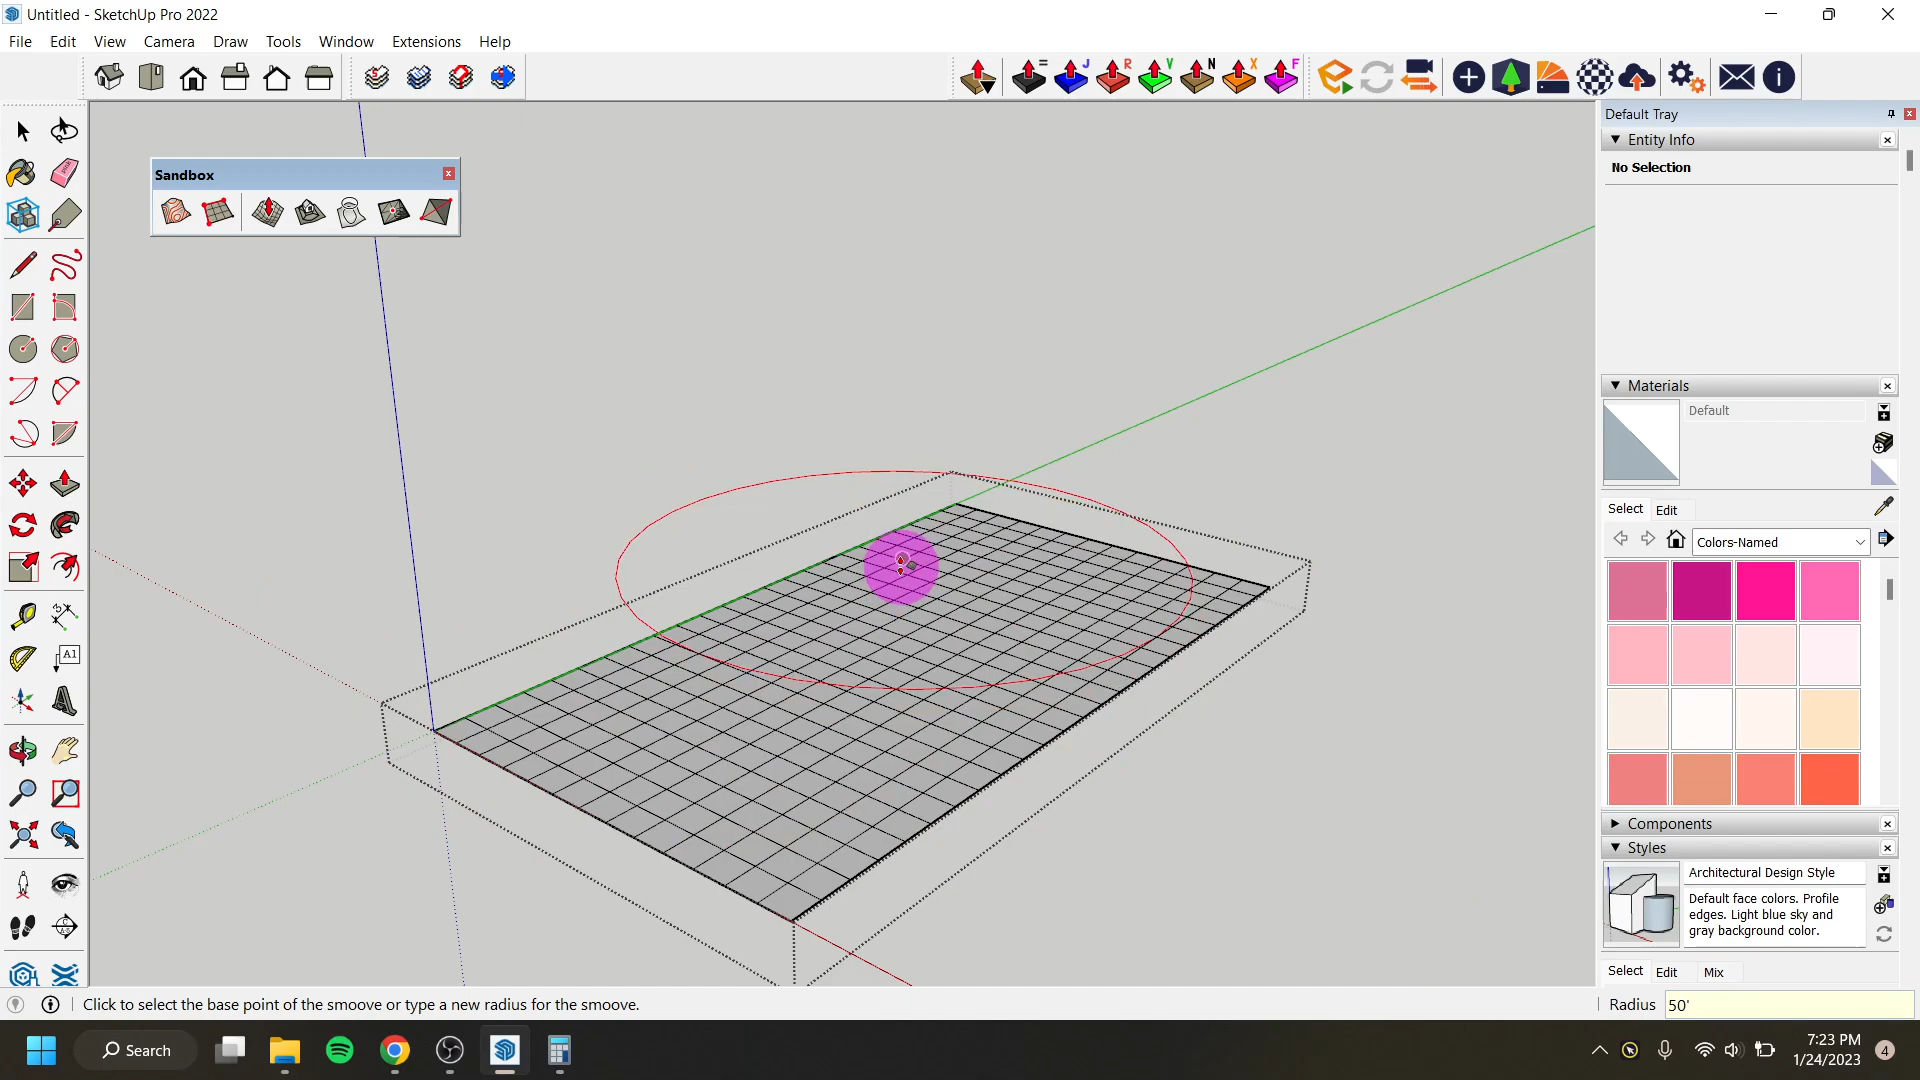 Untitled - SketchUp Pro 2022
File Edit View Camera Draw Tools Window Extensions Help
= J R V N X F
Default Tray
Entity Info
No Selection
Sandbox
Materials
Default
Select Edit
Colors-Named
A1
Components
Styles
Architectural Design Style
Default face colors. Profile
edges. Light blue sky and
gray background color.
Select Edit Mix
Click to select the base point of the smoove or type a new radius for the smoove.
Radius 50'
Search
7:23 PM
1/24/2023
4